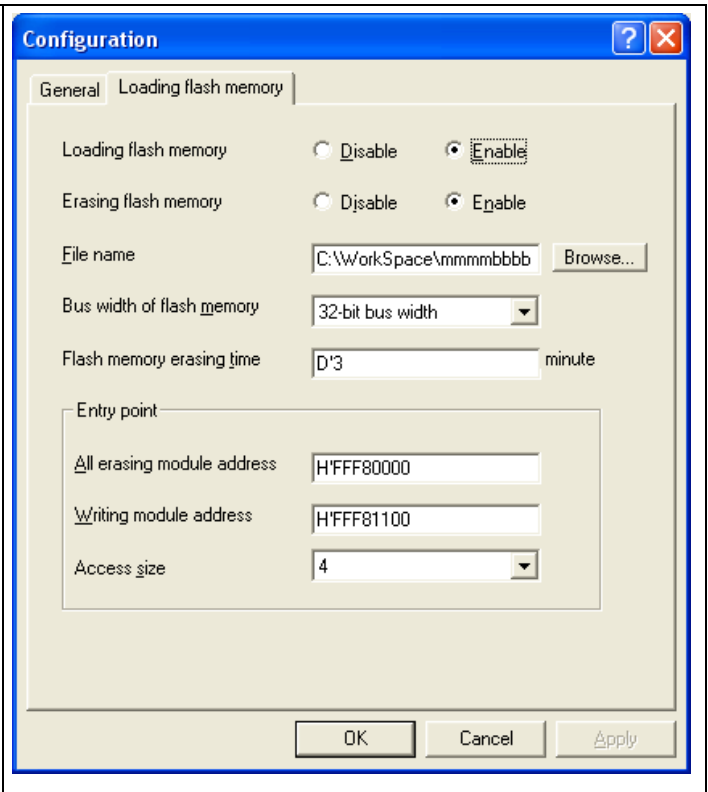 Configuration
General Loading flash memory
Loading flash memory Disable Enable
Erasing flash memory Disable Enable
File name C:\WorkSpace\mmmmbbbb Browse...
Bus width of flash memory 32-bit bus width
Flash memory erasing time D'3 minute
Entry point
All erasing module address H'FFF80000
Writing module address H'FFF81100
Access size 4
OK Cancel Apply